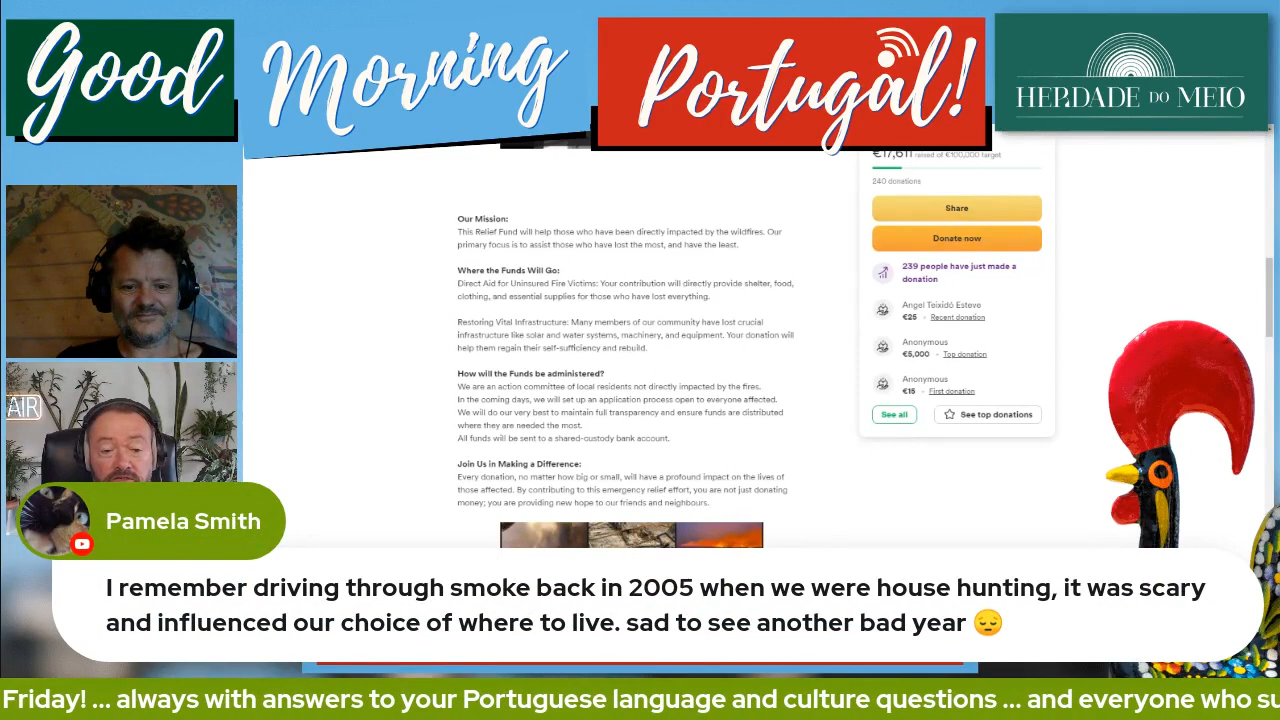 Good
Morning
Portugal!
HERDADE DO MEIO
€17,611 raised of €100,000 target
240 donations
Share
Donate now
239 people have just made a
donation
Angel Teixidó Esteve
€25 · Recent donation
Anonymous
€5,000 · Top donation
Anonymous
€15 · First donation
See all
See top donations
Our Mission:
This Relief Fund will help those who have been directly impacted by the wildfires. Our
primary focus is to assist those who have lost the most, and have the least.
Where the Funds Will Go:
Direct Aid for Uninsured Fire Victims: Your contribution will directly provide shelter, food,
clothing, and essential supplies for those who have lost everything.
Restoring Vital Infrastructure: Many members of our community have lost crucial
infrastructure like solar and water systems, machinery, and equipment. Your donation will
help them regain their self-sufficiency and rebuild.
How will the Funds be administered?
We are an action committee of local residents not directly impacted by the fires.
In the coming days, we will set up an application process open to everyone affected.
We will do our very best to maintain full transparency and ensure funds are distributed
where they are needed the most.
All funds will be sent to a shared-custody bank account.
Join Us in Making a Difference:
Every donation, no matter how big or small, will have a profound impact on the lives of
those affected. By contributing to this emergency relief effort, you are not just donating
money; you are providing new hope to our friends and neighbours.
AIR
Pamela Smith
I remember driving through smoke back in 2005 when we were house hunting, it was scary
and influenced our choice of where to live. sad to see another bad year 😔
Friday! ... always with answers to your Portuguese language and culture questions ... and everyone who su